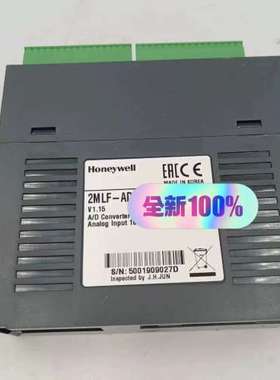 Honeywell
EAC CE
MADE IN KOREA
2MLF-AD
V1.15
A/D Converter
Analog Input
全新100%
S/N: 5001909027D
Inspected by J.H.JUN